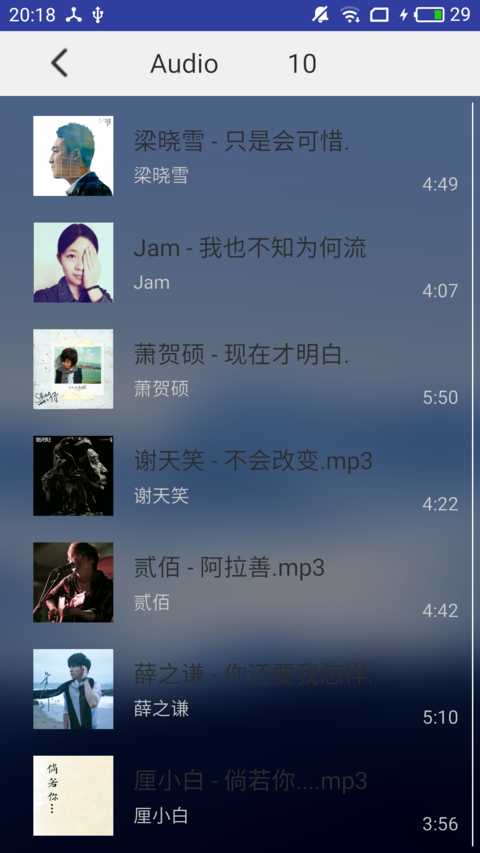 20:18 29
Audio 10
梁晓雪 - 只是会可惜.
梁晓雪
4:49
Jam - 我也不知为何流
Jam
4:07
萧贺硕 - 现在才明白.
萧贺硕
5:50
谢天笑 - 不会改变.mp3
谢天笑
4:22
贰佰 - 阿拉善.mp3
贰佰
4:42
薛之谦 - 你还要我怎样.
薛之谦
5:10
倘若你...
厘小白 - 倘若你....mp3
厘小白
3:56